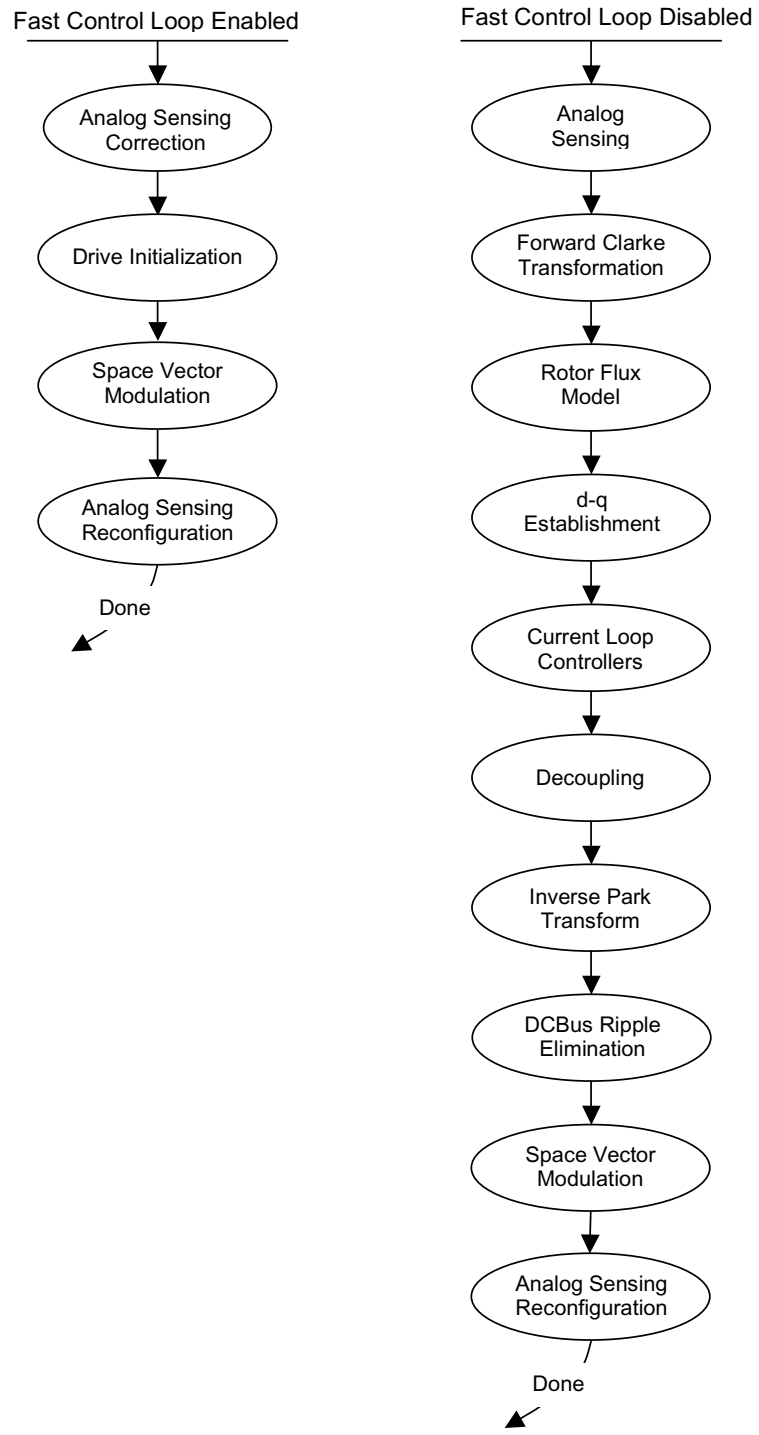 Fast Control Loop Enabled
Analog Sensing
Correction
Drive Initialization
Space Vector
Modulation
Analog Sensing
Reconfiguration
Done
Fast Control Loop Disabled
Analog
Sensing
Forward Clarke
Transformation
Rotor Flux
Model
d-q
Establishment
Current Loop
Controllers
Decoupling
Inverse Park
Transform
DCBus Ripple
Elimination
Space Vector
Modulation
Analog Sensing
Reconfiguration
Done